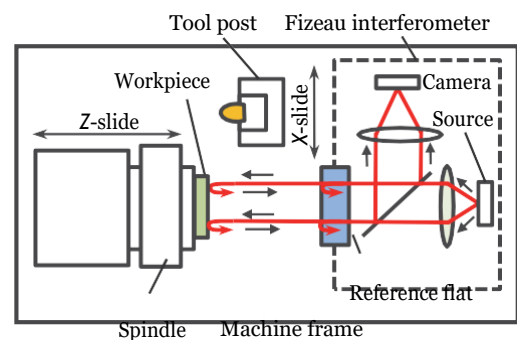 Tool post
Fizeau interferometer
Workpiece
Camera
Z-slide
X-slide
Source
Reference flat
Spindle
Machine frame